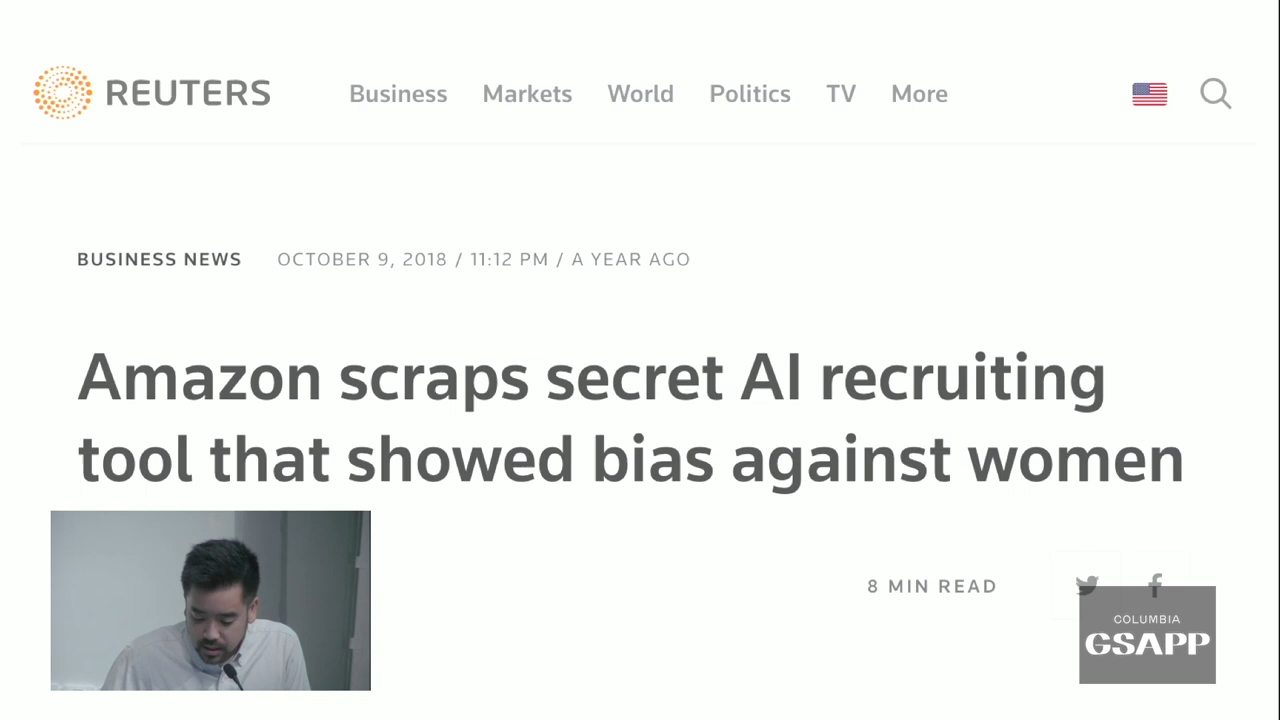 REUTERS Business Markets World Politics TV More
BUSINESS NEWS OCTOBER 9, 2018 / 11:12 PM / A YEAR AGO
Amazon scraps secret AI recruiting
tool that showed bias against women
8 MIN READ
COLUMBIA
GSAPP